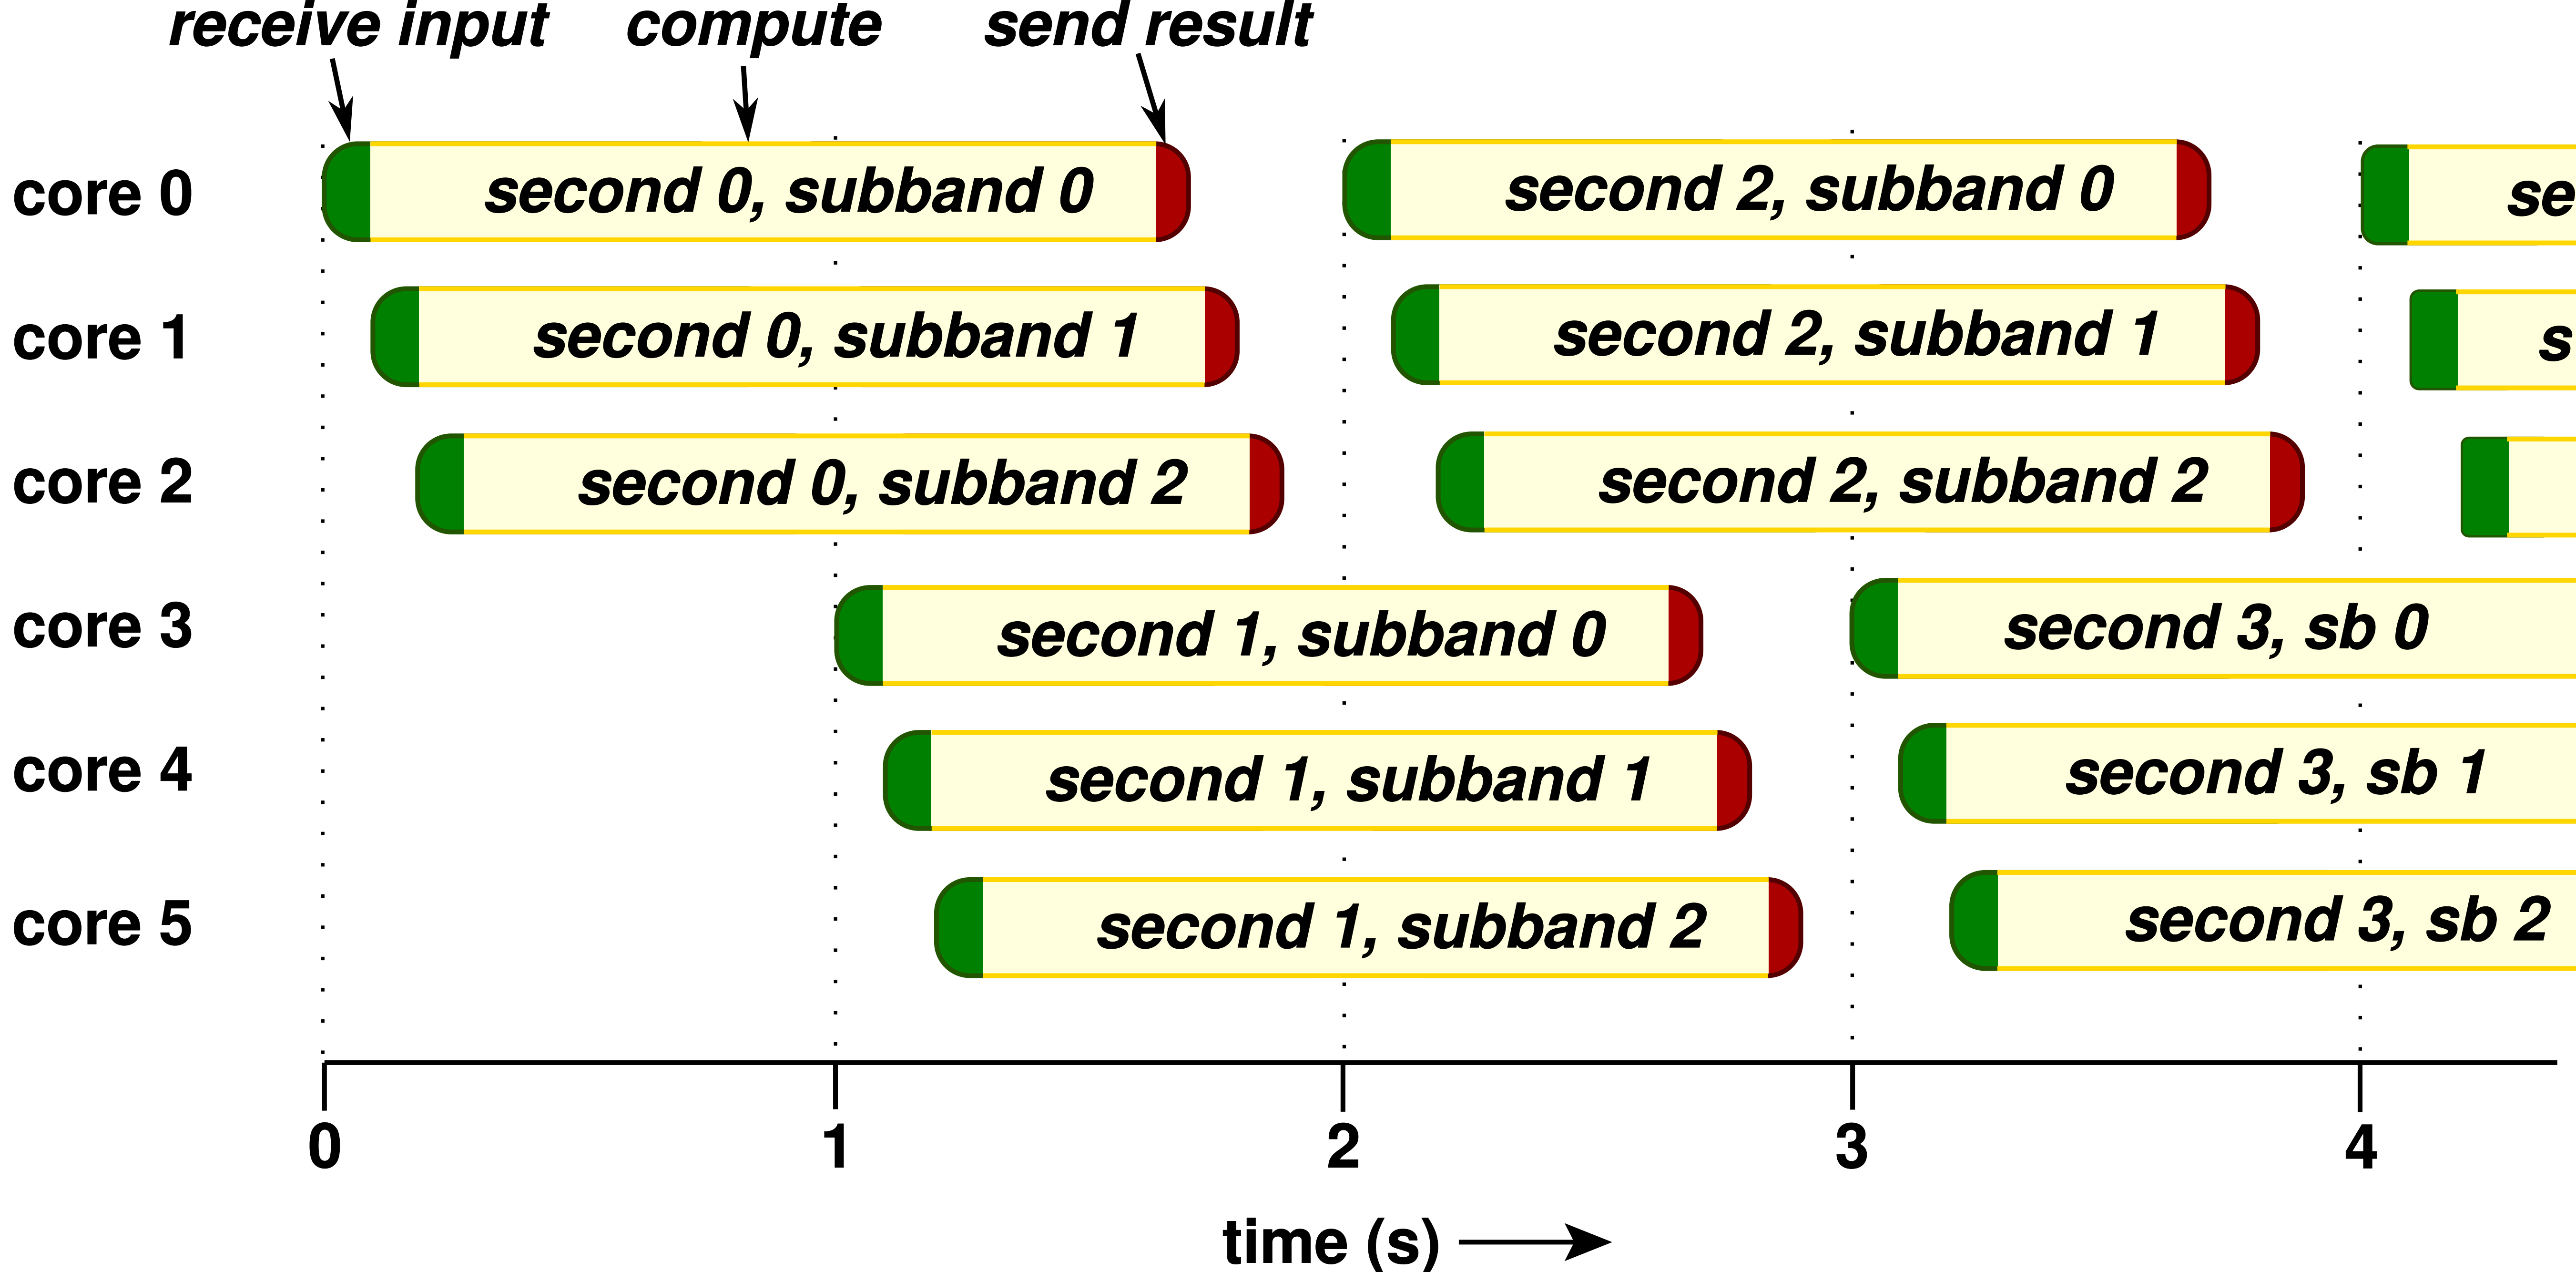 receive input compute send result
core 0 second 0, subband 0 second 2, subband 0 se
core 1 second 0, subband 1 second 2, subband 1 s
core 2 second 0, subband 2 second 2, subband 2
core 3 second 1, subband 0 second 3, sb 0
core 4 second 1, subband 1 second 3, sb 1
core 5 second 1, subband 2 second 3, sb 2
0 1 2 3 4
time (s)